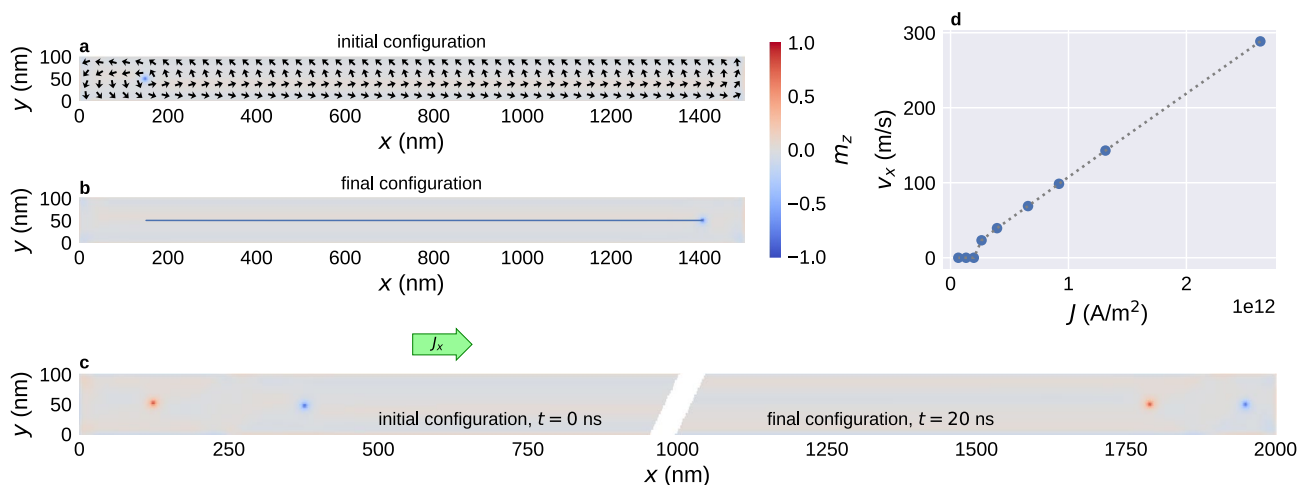 a
initial configuration
100
50
0
y (nm)
0 200 400 600 800 1000 1200 1400
x (nm)
b
final configuration
100
50
0
y (nm)
0 200 400 600 800 1000 1200 1400
x (nm)
1.0
0.5
0.0
−0.5
−1.0
m_z
d
300
200
100
0
v_x (m/s)
0 1 2
1e12
J (A/m²)
J_x
c
100
50
0
y (nm)
initial configuration, t = 0 ns
final configuration, t = 20 ns
0 250 500 750 1000 1250 1500 1750 2000
x (nm)